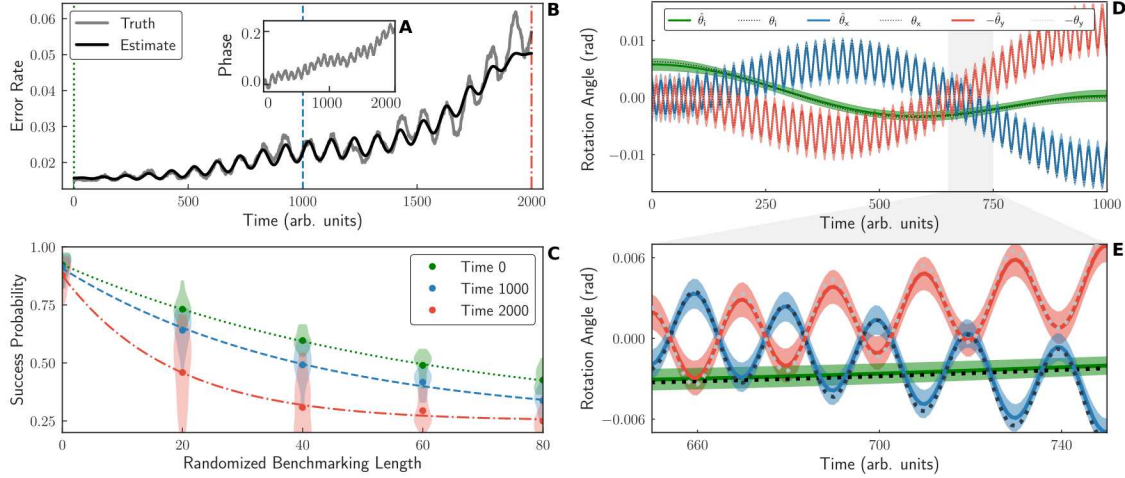 A
Phase
0.2
0.0
0
1000
2000
B
Truth
Estimate
Error Rate
0.06
0.05
0.04
0.03
0.02
0
500
1000
1500
2000
Time (arb. units)
C
Time 0
Time 1000
Time 2000
Success Probability
1.00
0.75
0.50
0.25
0
20
40
60
80
Randomized Benchmarking Length
D
θ̂ᵢ θᵢ θ̂ₓ θₓ −θ̂ᵧ −θᵧ
Rotation Angle (rad)
0.01
0.00
−0.01
0
250
500
750
1000
Time (arb. units)
E
Rotation Angle (rad)
0.006
0.000
−0.006
660
700
740
Time (arb. units)